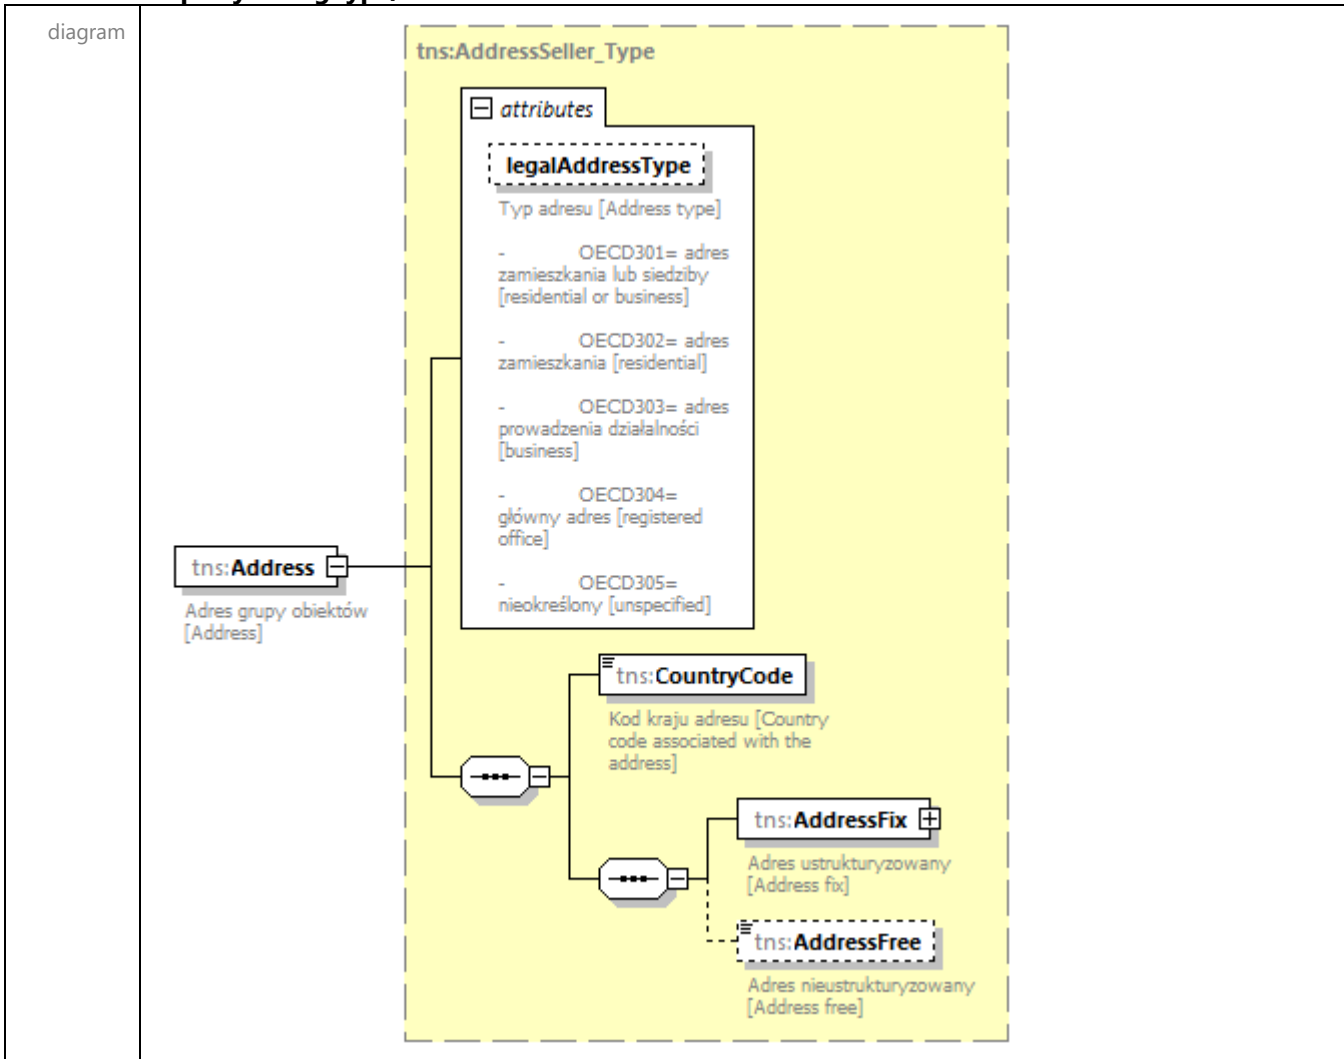 diagram
tns:AddressSeller_Type
attributes
legalAddressType
Typ adresu [Address type]
- OECD301= adres
zamieszkania lub siedziby
[residential or business]
- OECD302= adres
zamieszkania [residential]
- OECD303= adres
prowadzenia działalności
[business]
- OECD304=
główny adres [registered
office]
- OECD305=
nieokreślony [unspecified]
tns:Address
Adres grupy obiektów
[Address]
tns:CountryCode
Kod kraju adresu [Country
code associated with the
address]
tns:AddressFix
Adres ustrukturyzowany
[Address fix]
tns:AddressFree
Adres nieustrukturyzowany
[Address free]